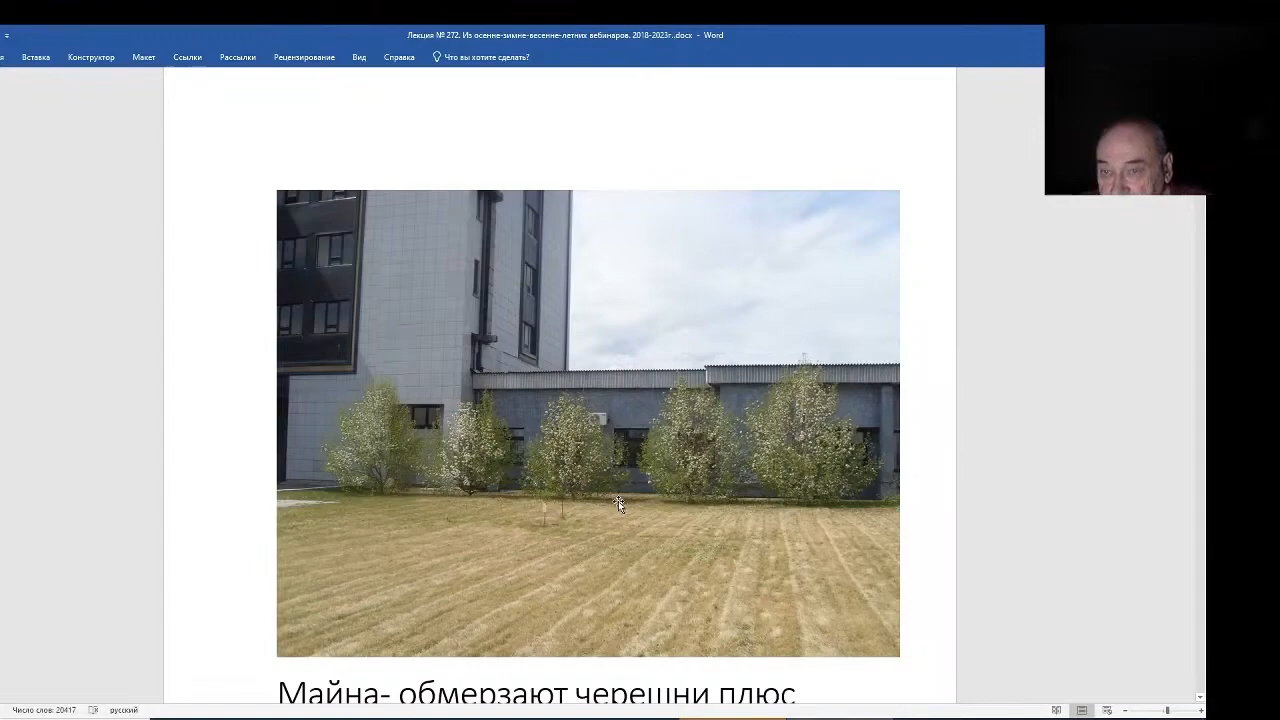 Лекция № 272. Из осенне-зимне-весенне-летних вебинаров. 2018-2023г..docx - Word
Вставка Конструктор Макет Ссылки Рассылки Рецензирование Вид Справка Что вы хотите сделать?
Майна- обмерзают черешни плюс
Число слов: 20417 русский